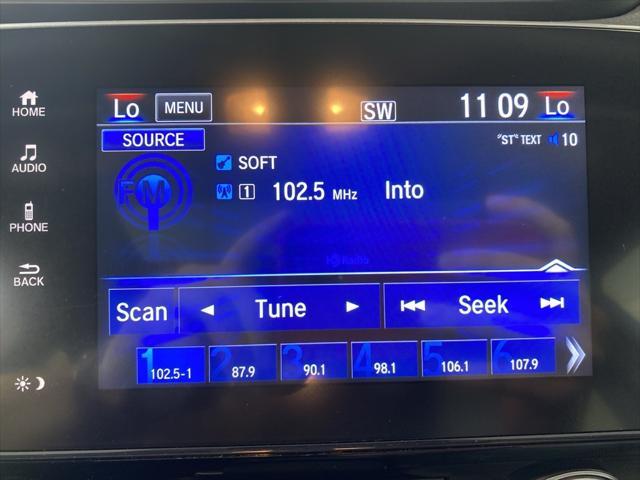 HOME
AUDIO
PHONE
BACK
Lo MENU SW 11 09 Lo
SOURCE "ST" TEXT 10
FM
SOFT
1 102.5 MHz Into
HD Radio
Scan Tune Seek
1 102.5-1
2 87.9
3 90.1
4 98.1
5 106.1
6 107.9